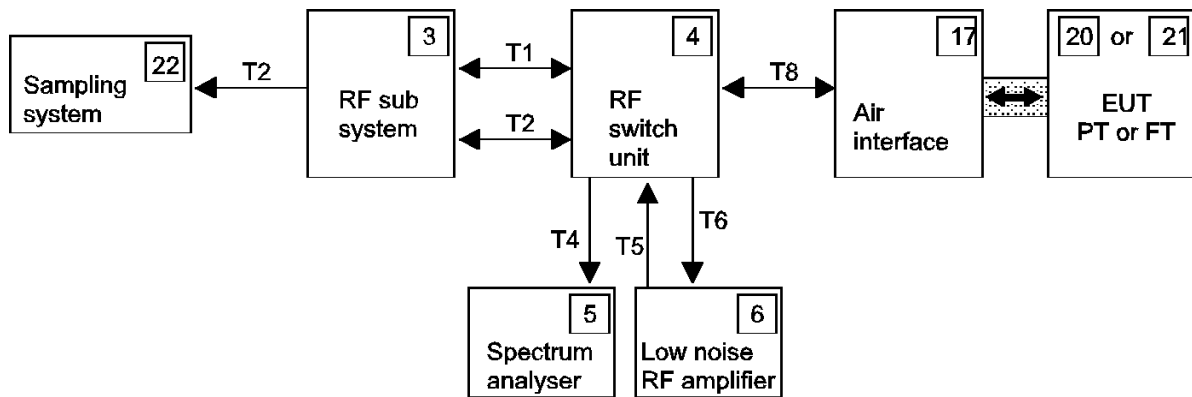 22
Sampling
system
T2
3
RF sub
system
T1
T2
4
RF
switch
unit
T8
17
Air
interface
20 or 21
EUT
PT or FT
T4
T5
T6
5
Spectrum
analyser
6
Low noise
RF amplifier